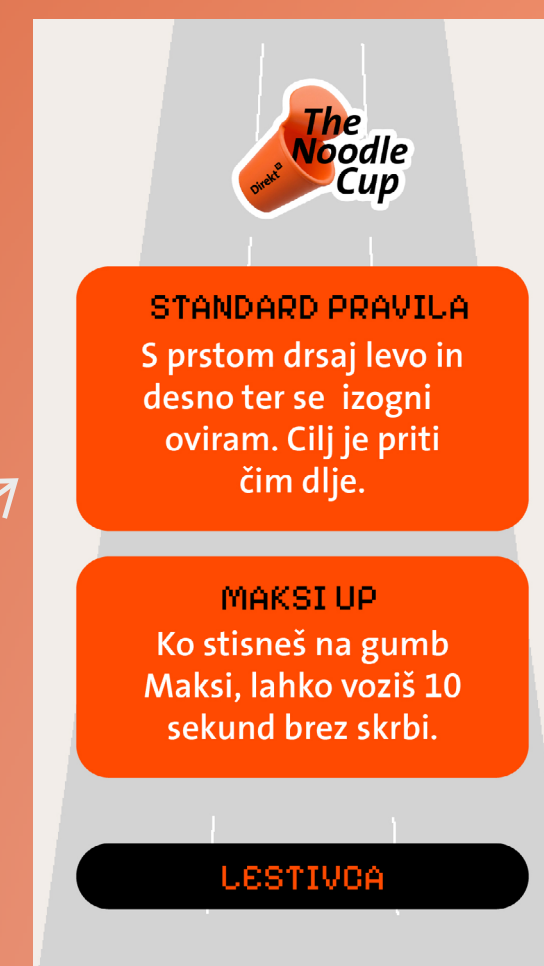 The
Noodle
Cup
Direkt
STANDARD PRAVILA
S prstom drsaj levo in
desno ter se izogni
oviram. Cilj je priti
čim dlje.
MAKSI UP
Ko stisneš na gumb
Maksi, lahko voziš 10
sekund brez skrbi.
LESTIVCA